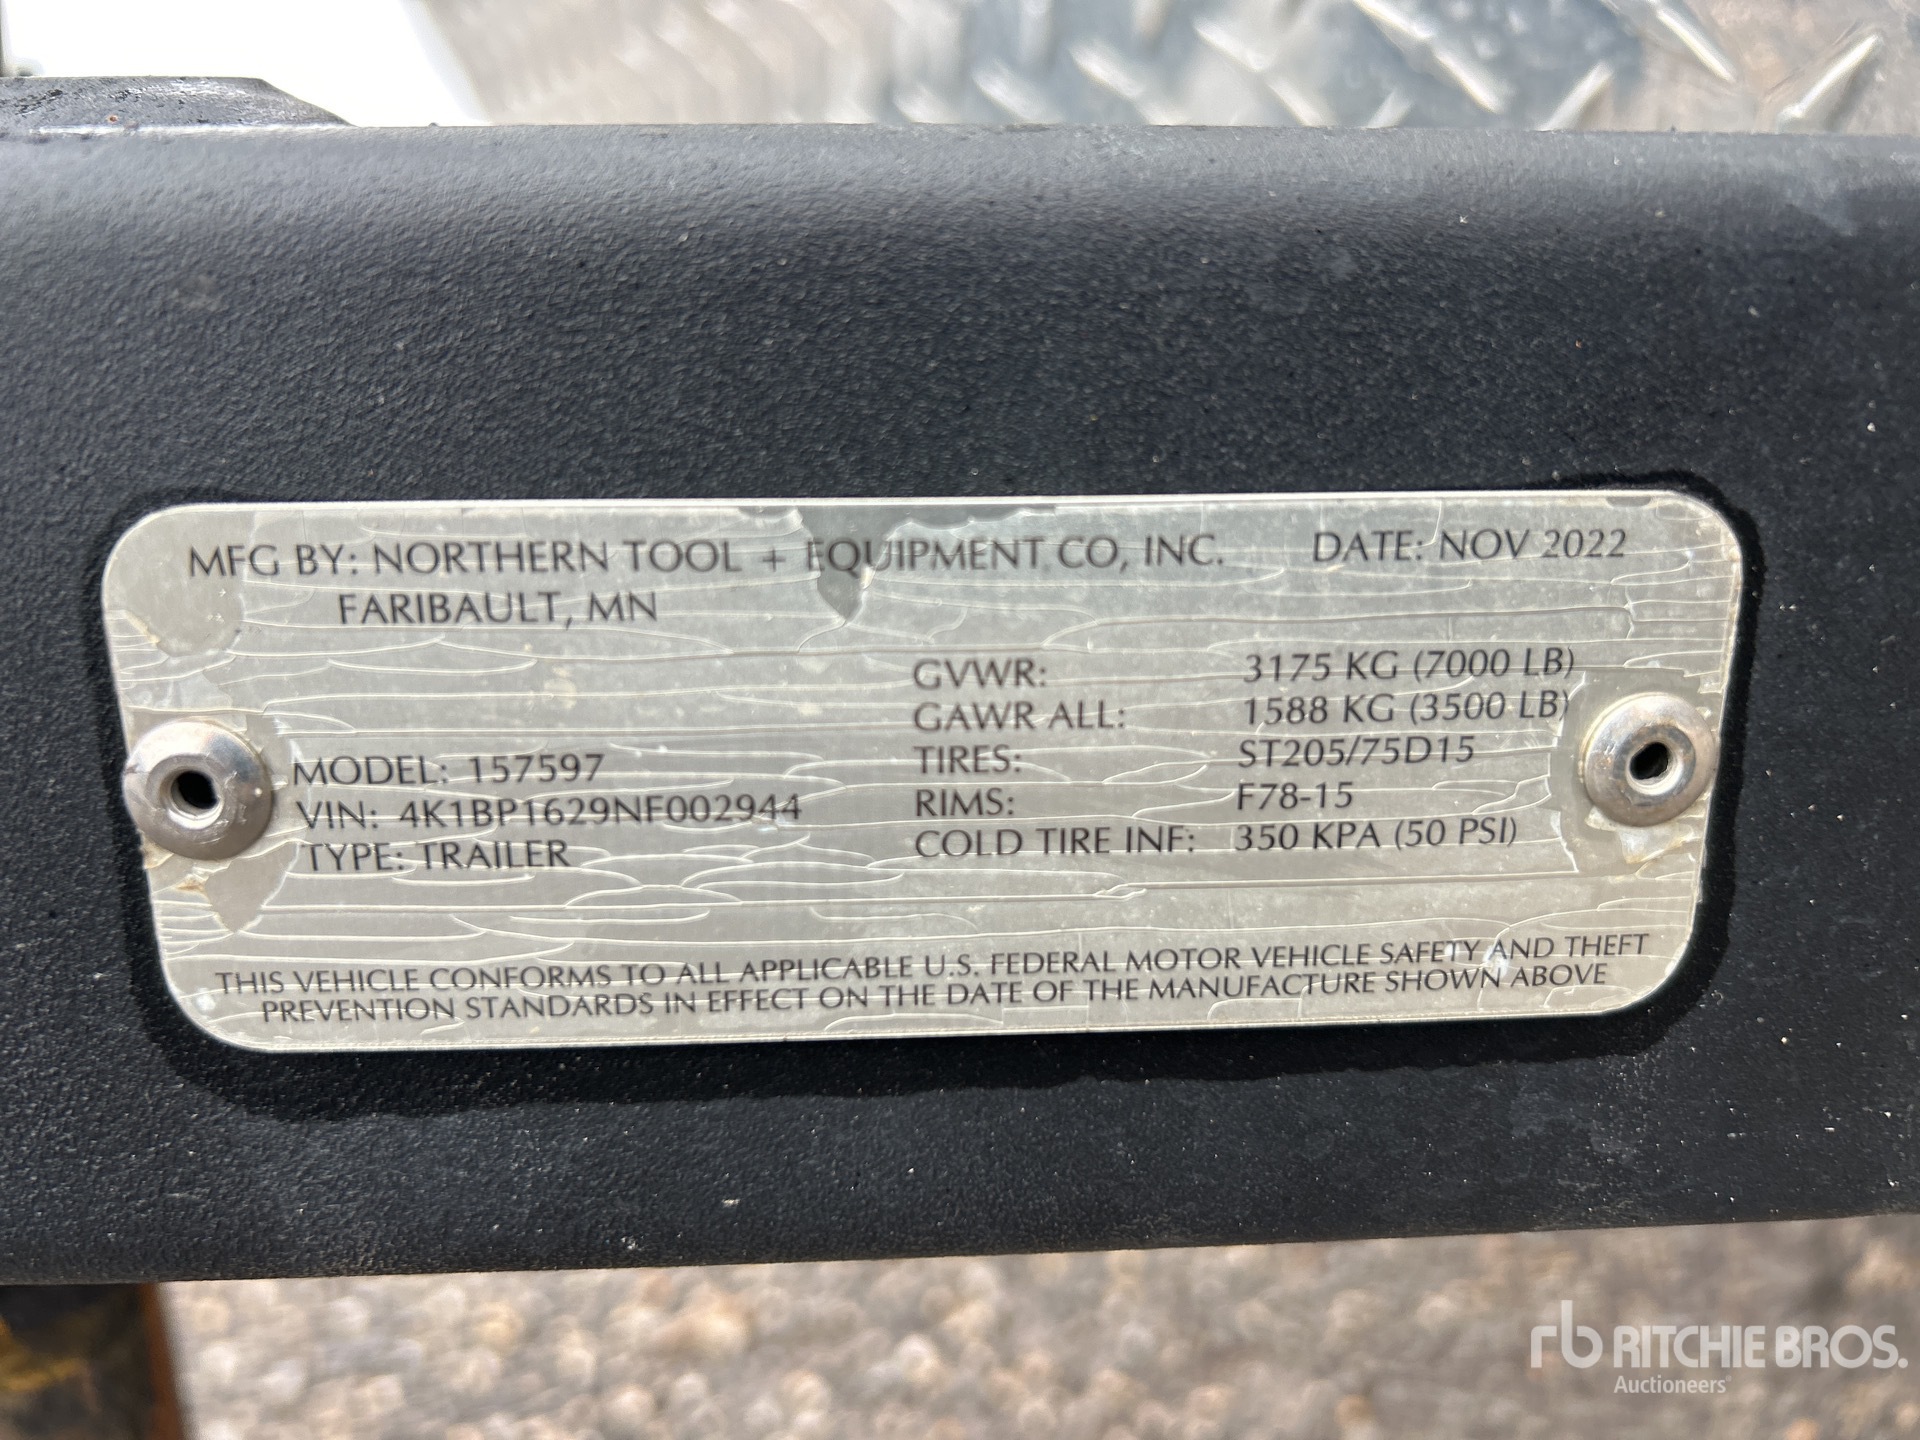 MFG BY: NORTHERN TOOL + EQUIPMENT CO, INC. DATE: NOV 2022
FARIBAULT, MN
GVWR: 3175 KG (7000 LB)
GAWR ALL: 1588 KG (3500 LB)
TIRES: ST205/75D15
RIMS: F78-15
COLD TIRE INF: 350 KPA (50 PSI)
MODEL: 157597
VIN: 4K1BP1629NF002944
TYPE: TRAILER
THIS VEHICLE CONFORMS TO ALL APPLICABLE U.S. FEDERAL MOTOR VEHICLE SAFETY AND THEFT
PREVENTION STANDARDS IN EFFECT ON THE DATE OF THE MANUFACTURE SHOWN ABOVE
rb RITCHIE BROS.
Auctioneers